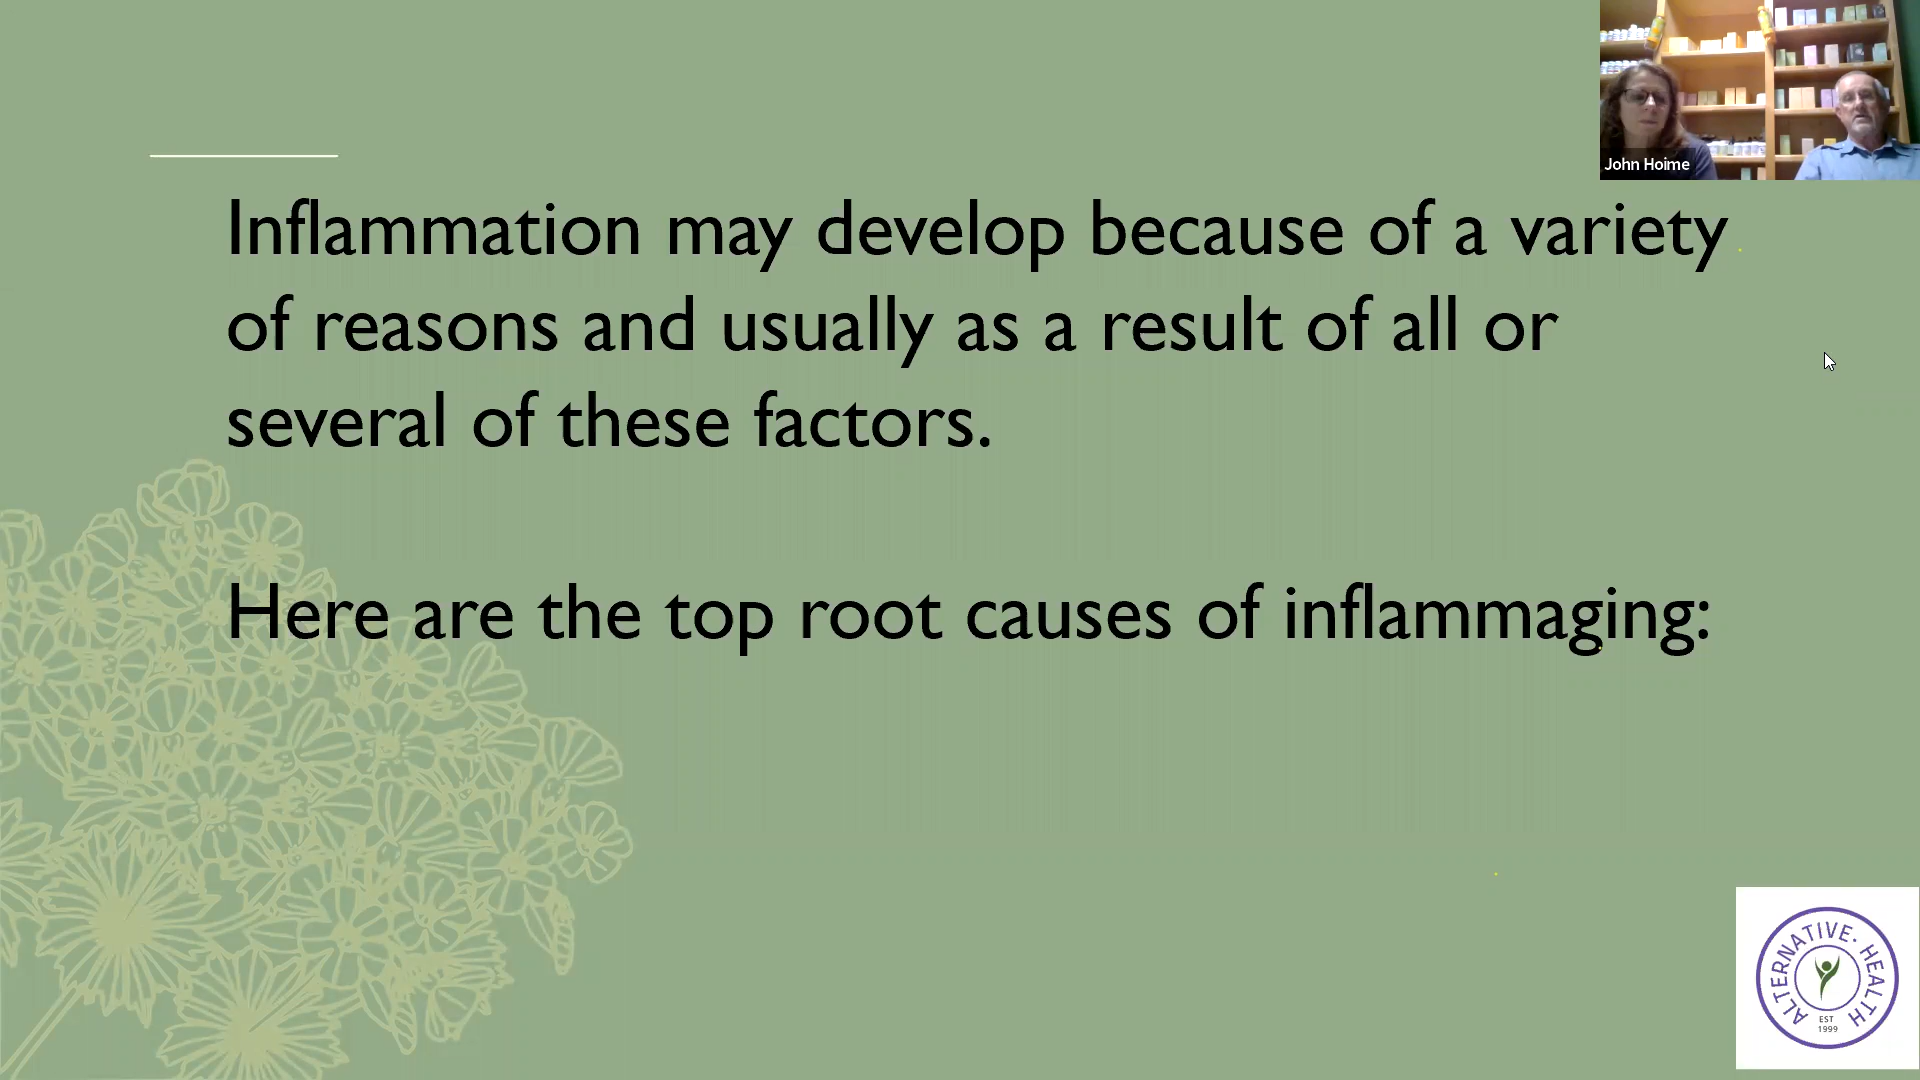 John Hoime
Inflammation may develop because of a variety
of reasons and usually as a result of all or
several of these factors.
Here are the top root causes of inflammaging:
ALTERNATIVE · HEALTH
EST
1999